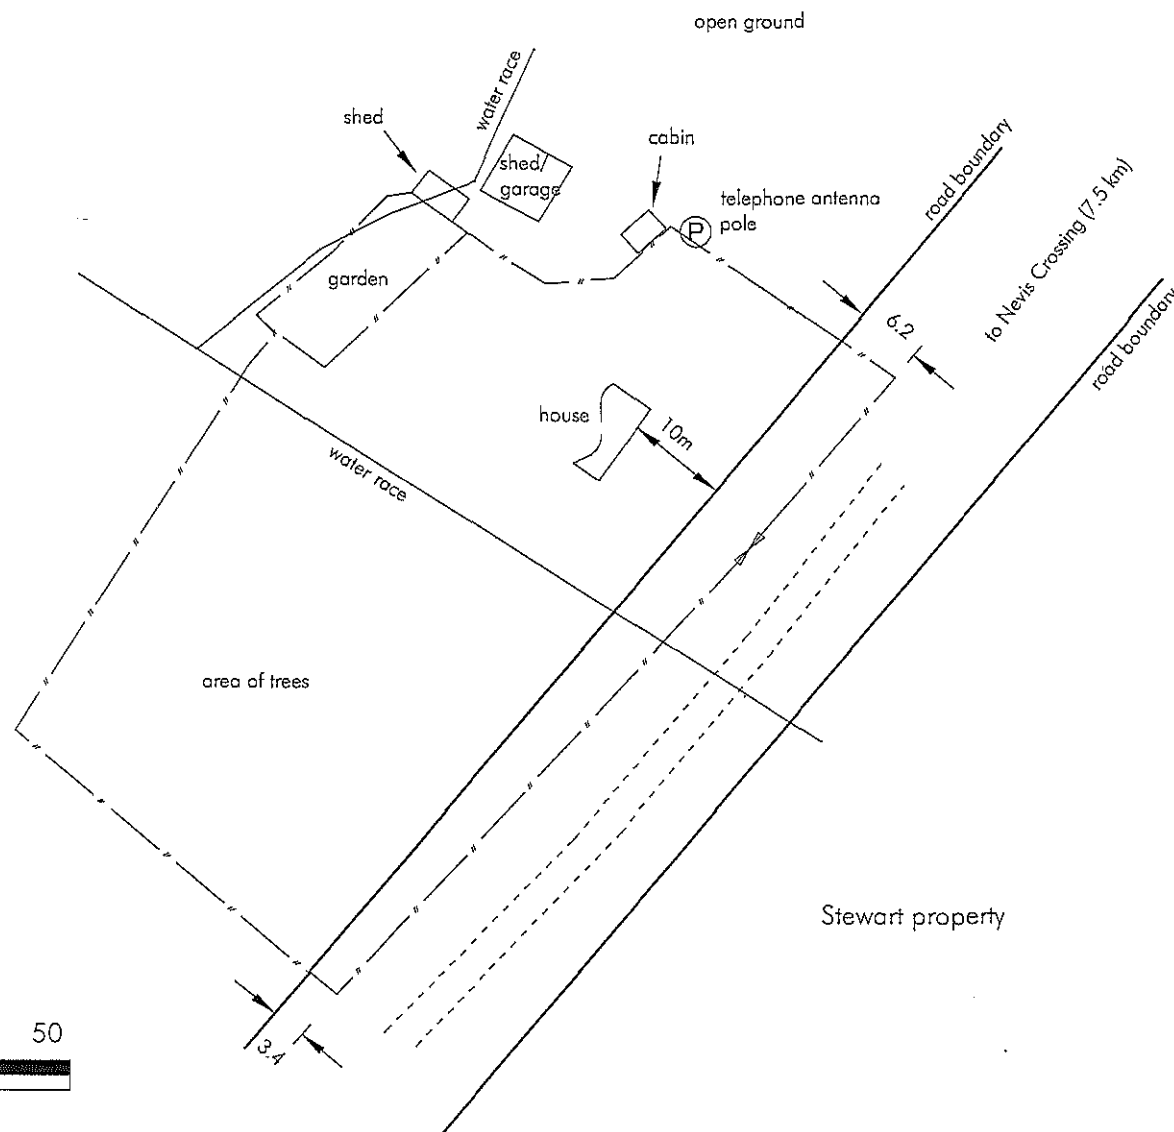 open ground
water race
shed
shed/
garage
cabin
telephone antenna
pole
P
road boundary
to Nevis Crossing (7.5 km)
road boundary
garden
6.2
house
10m
water race
area of trees
Stewart property
3.4
50